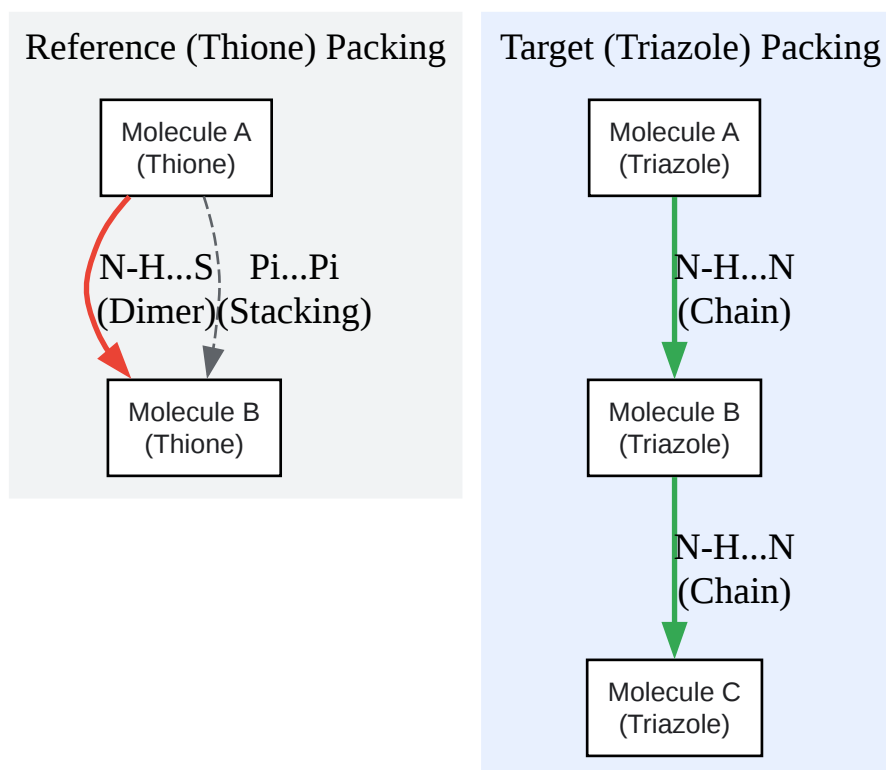 Reference (Thione) Packing
Molecule A
(Thione)
N-H...S
(Dimer)
Pi...Pi
(Stacking)
Molecule B
(Thione)
Target (Triazole) Packing
Molecule A
(Triazole)
N-H...N
(Chain)
Molecule B
(Triazole)
N-H...N
(Chain)
Molecule C
(Triazole)